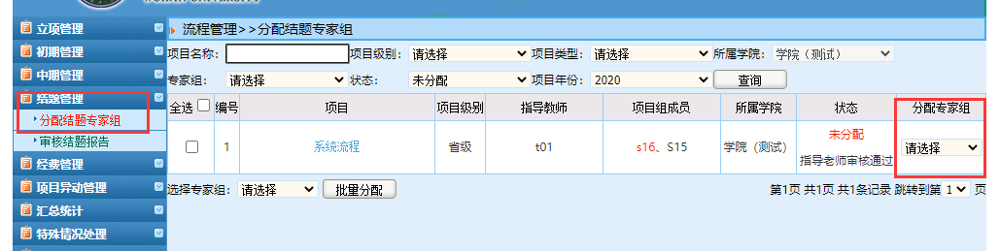 WUHAN UNIVERSITY
立项管理
初期管理
中期管理
结题管理
分配结题专家组
审核结题报告
经费管理
项目异动管理
汇总统计
特殊情况处理
流程管理>>分配结题专家组
项目名称： 项目级别： 请选择 项目类型： 请选择 所属学院： 学院（测试）
专家组： 请选择 状态： 未分配 项目年份： 2020 查询
全选 编号 项目 项目级别 指导教师 项目组成员 所属学院 状态 分配专家组
1 系统流程 省级 t01 s16、S15 学院（测试） 未分配 请选择
指导老师审核通过
选择专家组： 请选择 批量分配 第1页 共1页 共1条记录 跳转到第 1 页